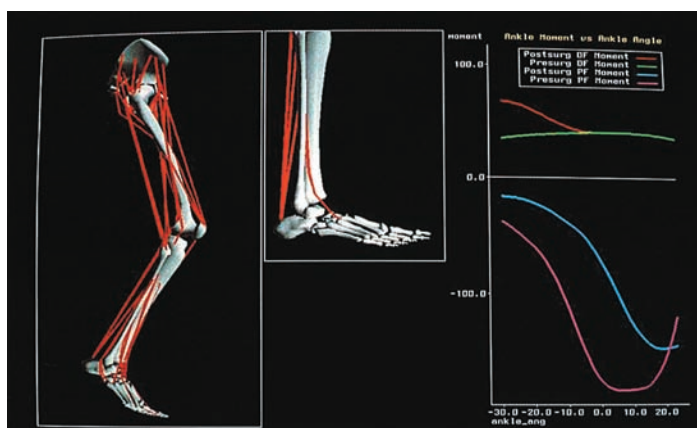 Ankle Moment vs Ankle Angle
moment
Postsurg DF Moment
Presurg DF Moment
Postsurg PF Moment
Presurg PF Moment
100.0
0.0
-100.0
-30.0 -20.0 -10.0 0.0 10.0 20.0
ankle_ang